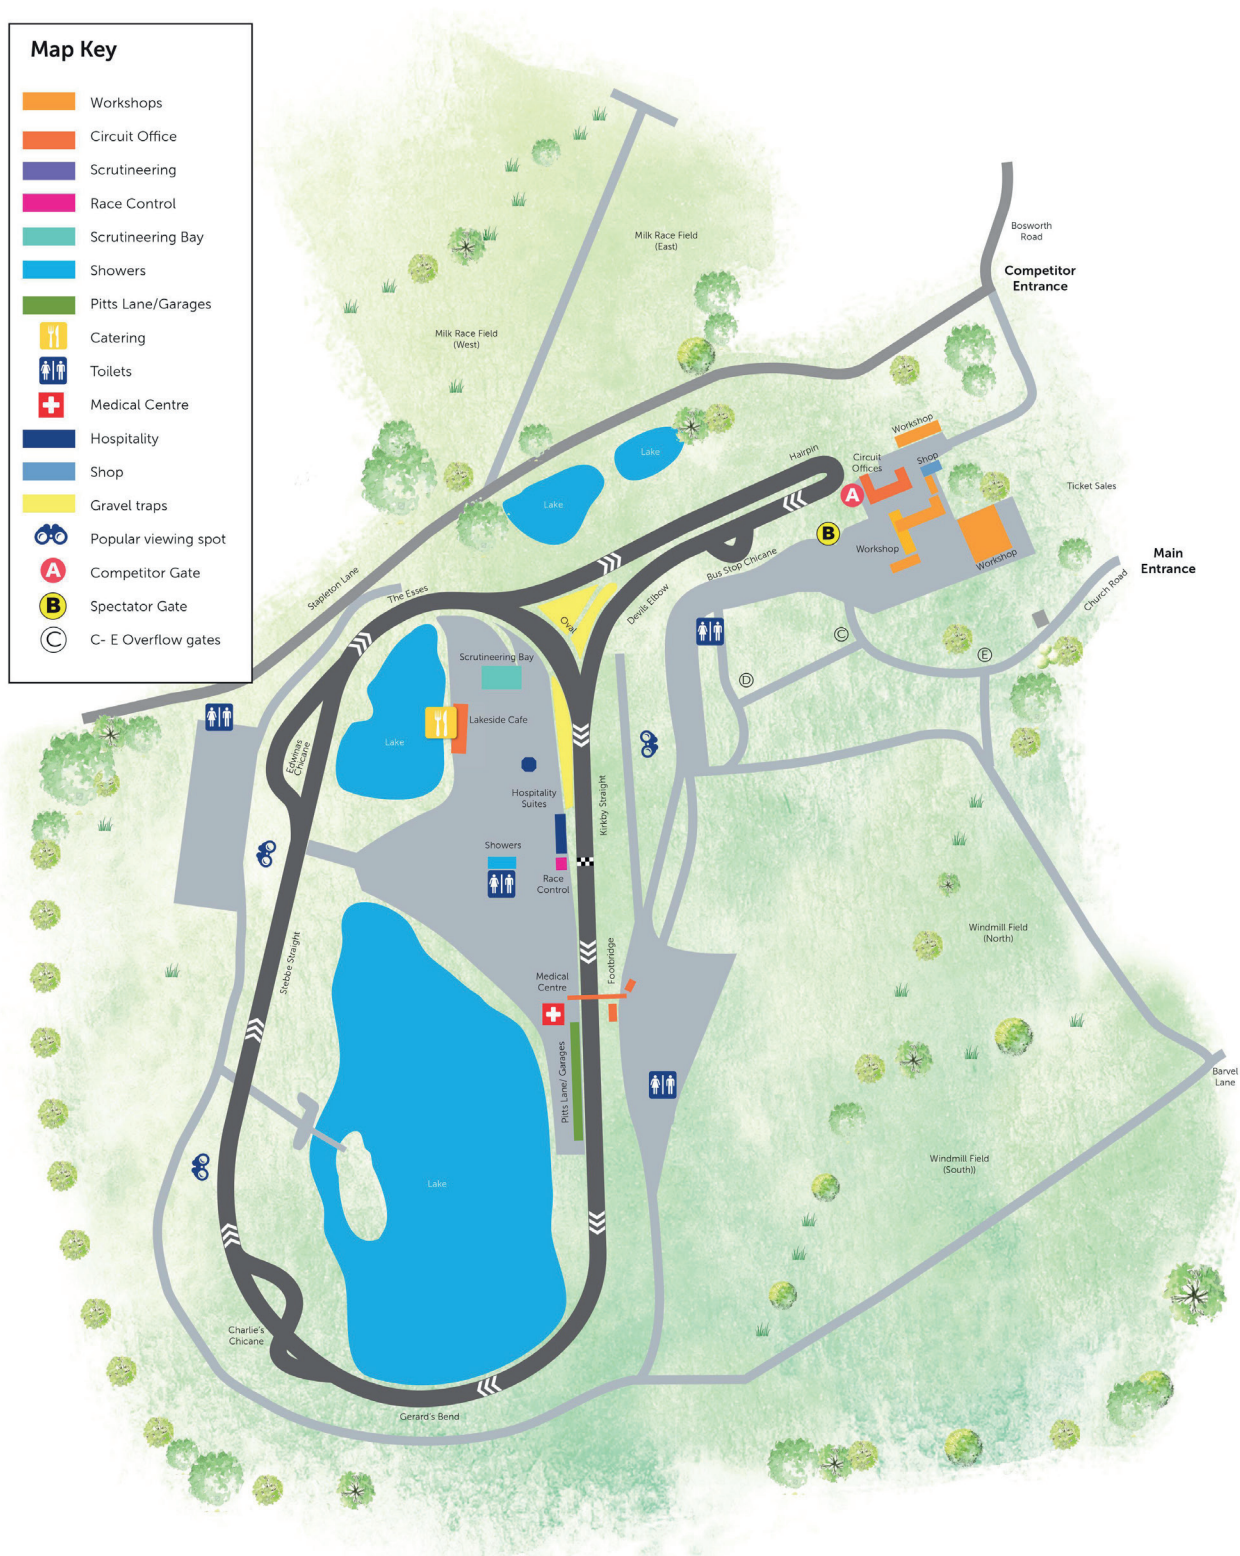 Map Key
Workshops
Circuit Office
Scrutineering
Race Control
Scrutineering Bay
Showers
Pitts Lane/Garages
Catering
Toilets
Medical Centre
Hospitality
Shop
Gravel traps
Popular viewing spot
A
Competitor Gate
B
Spectator Gate
C
C- E Overflow gates
Milk Race Field
(East)
Bosworth
Road
Competitor
Entrance
Milk Race Field
(West)
Workshop
Hairpin
Circuit
Offices
Shop
Lake
Ticket Sales
A
Lake
B
Workshop
Workshop
Main
Entrance
Bus Stop Chicane
Stapleton Lane
The Esses
Devils Elbow
Church Road
Oval
C
E
D
Scrutineering Bay
Lakeside Cafe
Lake
Edwinas
Chicane
Hospitality
Suites
Kirkby Straight
Showers
Race
Control
Windmill Field
(North)
Stebbe Straight
Footbridge
Medical
Centre
Pitts Lane/ Garages
Barvel
Lane
Windmill Field
(South))
Lake
Charlie's
Chicane
Gerard's Bend